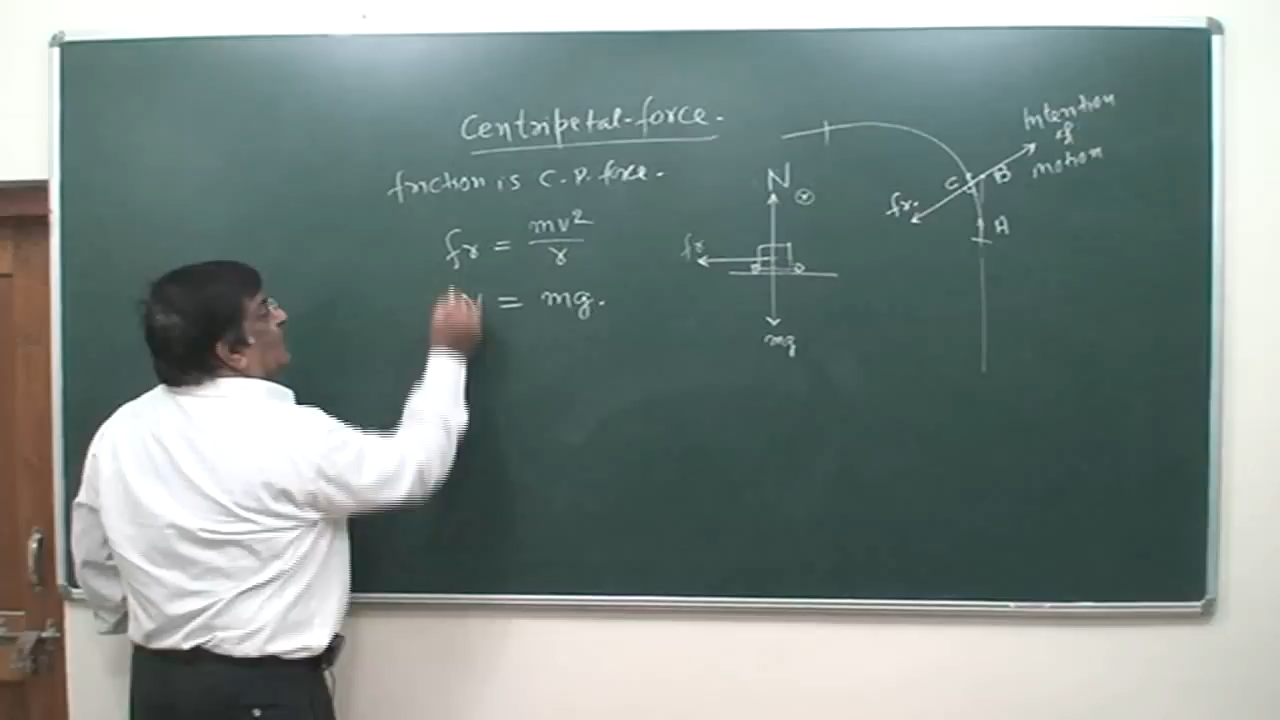 Centripetal force.
friction is C.P. force.
fr = mv²/r
N = mg.
N
fr
mg
Intention
of
motion
C
B
fr.
A